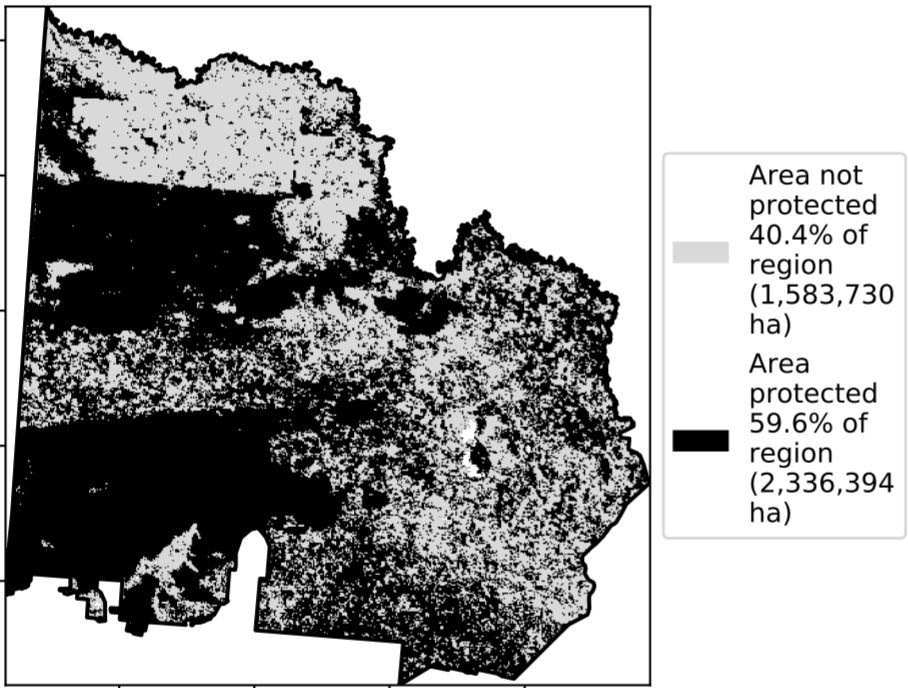 Area not
protected
40.4% of
region
(1,583,730
ha)
Area
protected
59.6% of
region
(2,336,394
ha)